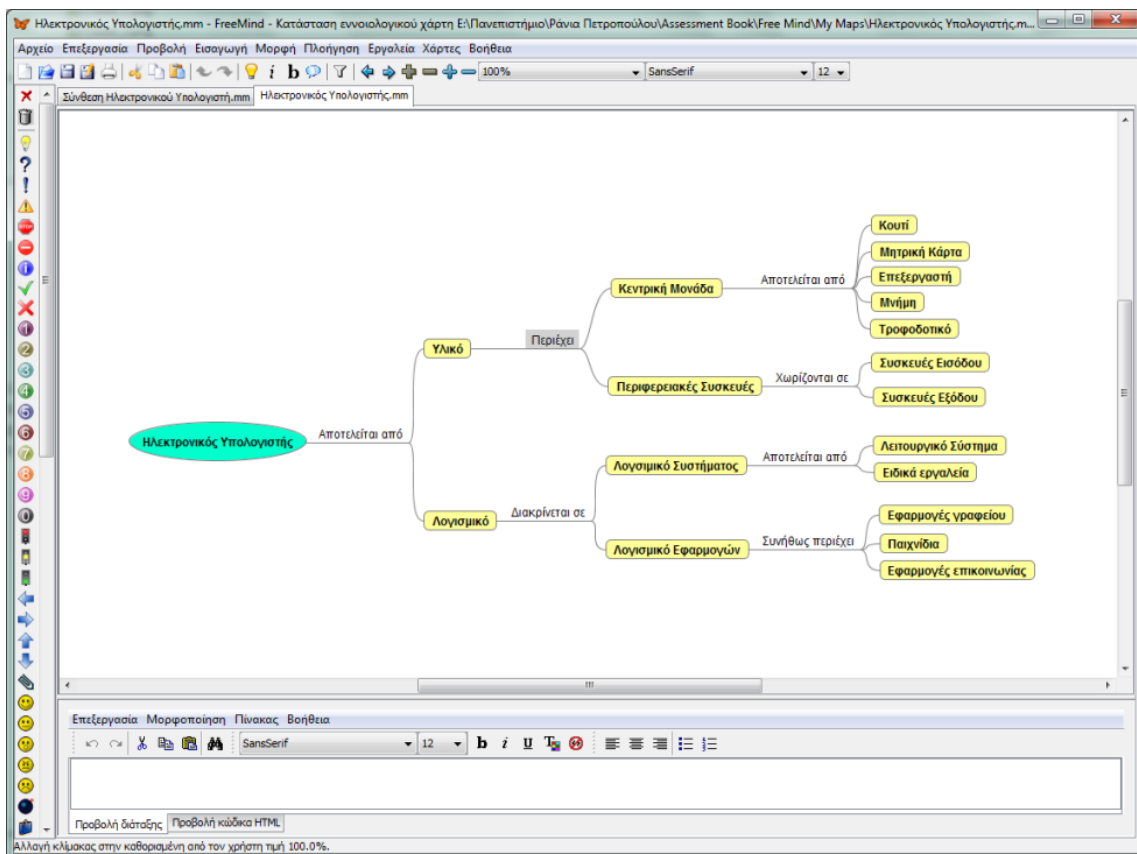 Ηλεκτρονικός Υπολογιστής.mm - FreeMind - Κατάσταση εννοιολογικού χάρτη E:\Πανεπιστήμιο\Ράνια Πετροπούλου\Assessment Book\Free Mind\My Maps\Ηλεκτρονικός Υπολογιστής.m...
Αρχείο Επεξεργασία Προβολή Εισαγωγή Μορφή Πλοήγηση Εργαλεία Χάρτες Βοήθεια
100% SansSerif 12
Σύνθεση Ηλεκτρονικού Υπολογιστή.mm Ηλεκτρονικός Υπολογιστής.mm
Κουτί
Μητρική Κάρτα
Κεντρική Μονάδα Αποτελείται από Επεξεργαστή
Μνήμη
Τροφοδοτικό
Υλικό Περιέχει
Συσκευές Εισόδου
Περιφερειακές Συσκευές Χωρίζονται σε
Συσκευές Εξόδου
Ηλεκτρονικός Υπολογιστής Αποτελείται από
Λειτουργικό Σύστημα
Λογσιμικό Συστήματος Αποτελείται από
Ειδικά εργαλεία
Λογισμικό Διακρίνεται σε
Εφαρμογές γραφείου
Λογισμικό Εφαρμογών Συνήθως περιέχει Παιχνίδια
Εφαρμογές επικοινωνίας
Επεξεργασία Μορφοποίηση Πίνακας Βοήθεια
SansSerif 12 b i U
Προβολή διάταξης Προβολή κώδικα HTML
Αλλαγή κλίμακας στην καθορισμένη από τον χρήστη τιμή 100.0%.